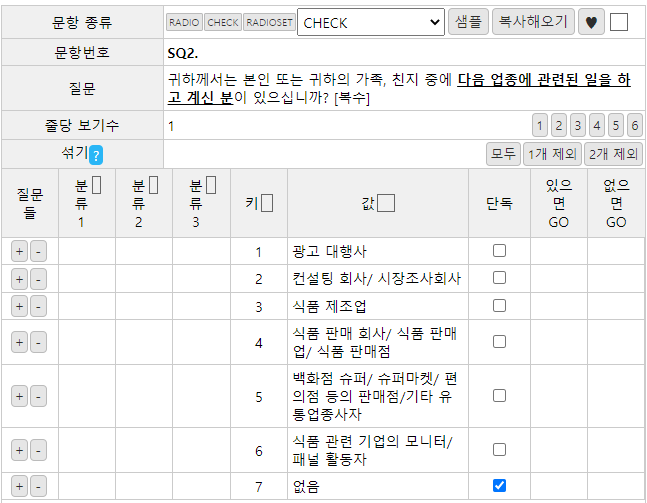 문항 종류 RADIO CHECK RADIOSET CHECK 샘플 복사해오기 ♥
문항번호 SQ2.
질문 귀하께서는 본인 또는 귀하의 가족, 친지 중에 다음 업종에 관련된 일을 하
고 계신 분이 있으십니까? [복수]
줄당 보기수 1 1 2 3 4 5 6
섞기? 모두 1개 제외 2개 제외
질문
들
분
류
1
분
류
2
분
류
3
키
값
단독
있으
면
GO
없으
면
GO
+ - 1 광고 대행사
+ - 2 컨설팅 회사/ 시장조사회사
+ - 3 식품 제조업
+ - 4 식품 판매 회사/ 식품 판매
업/ 식품 판매점
+ - 5 백화점 슈퍼/ 슈퍼마켓/ 편
의점 등의 판매점/기타 유
통업종사자
+ - 6 식품 관련 기업의 모니터/
패널 활동자
+ - 7 없음